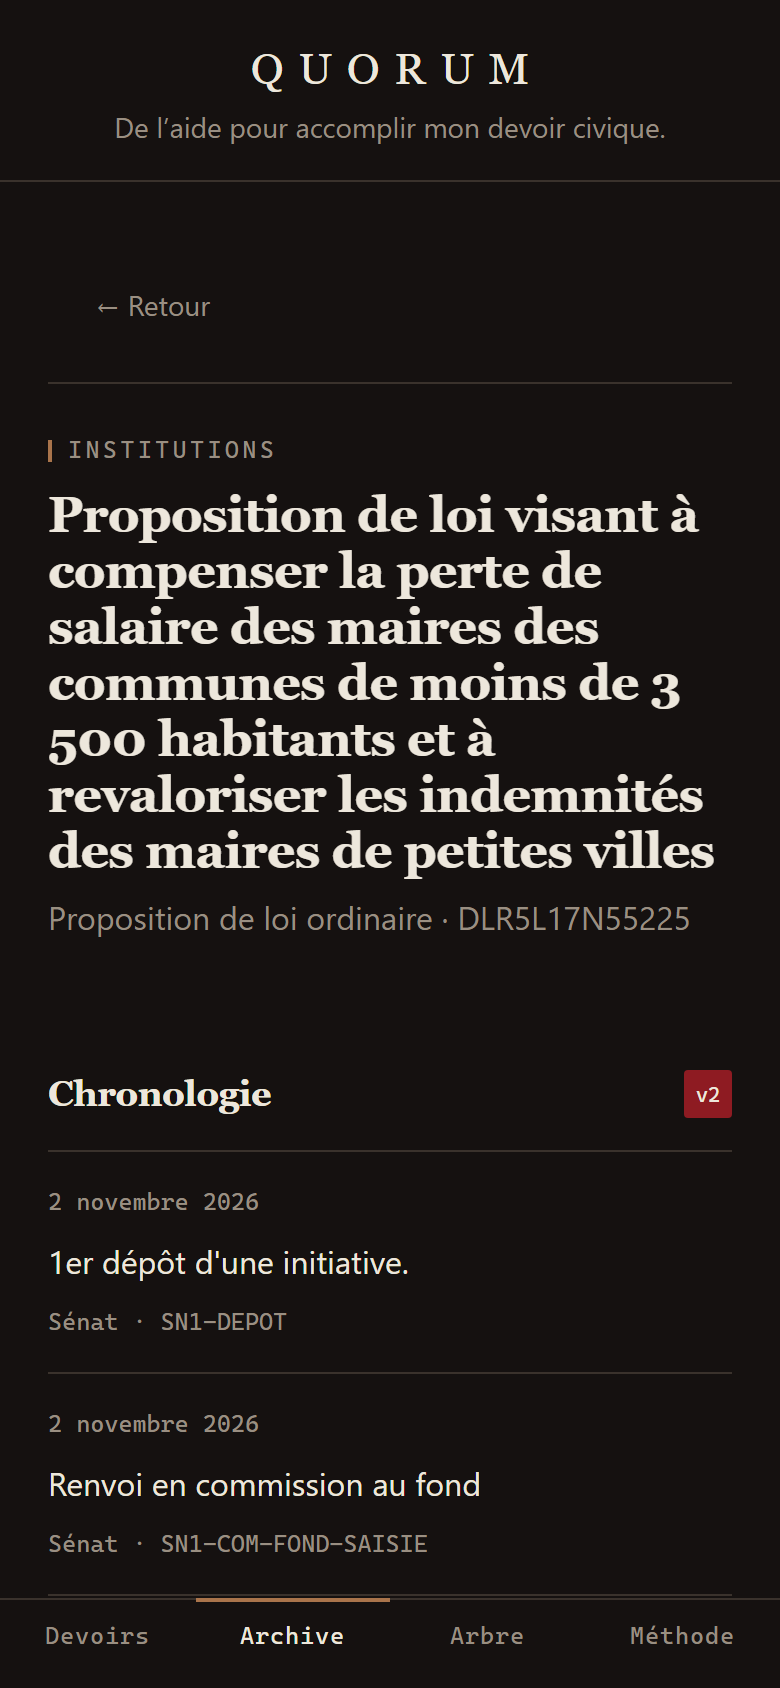 QUORUM
De l’aide pour accomplir mon devoir civique.
← Retour
INSTITUTIONS
Proposition de loi visant à
compenser la perte de
salaire des maires des
communes de moins de 3
500 habitants et à
revaloriser les indemnités
des maires de petites villes
Proposition de loi ordinaire · DLR5L17N55225
Chronologie
v2
2 novembre 2026
1er dépôt d'une initiative.
Sénat · SN1-DEPOT
2 novembre 2026
Renvoi en commission au fond
Sénat · SN1-COM-FOND-SAISIE
Devoirs
Archive
Arbre
Méthode